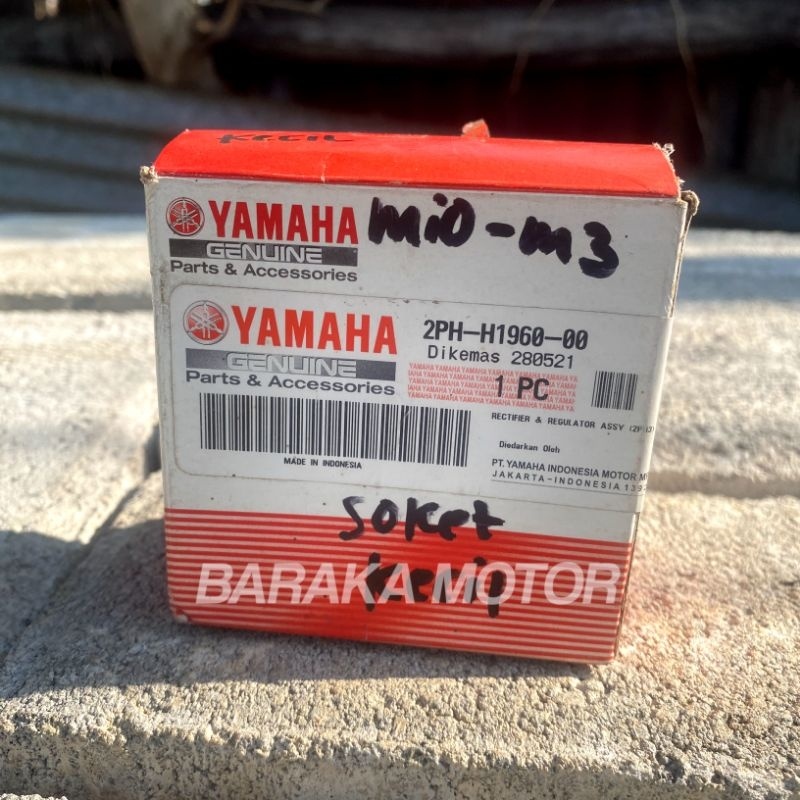 KECIL
YAMAHA mio-m3
GENUINE
Parts & Accessories
YAMAHA 2PH-H1960-00
GENUINE Dikemas 280521
Parts & Accessories 1 PC
RECTIFIER & REGULATOR ASSY
Diedarkan Oleh
MADE IN INDONESIA
PT. YAMAHA INDONESIA MOTOR
JAKARTA-INDONESIA
soket
BARAKA MOTOR